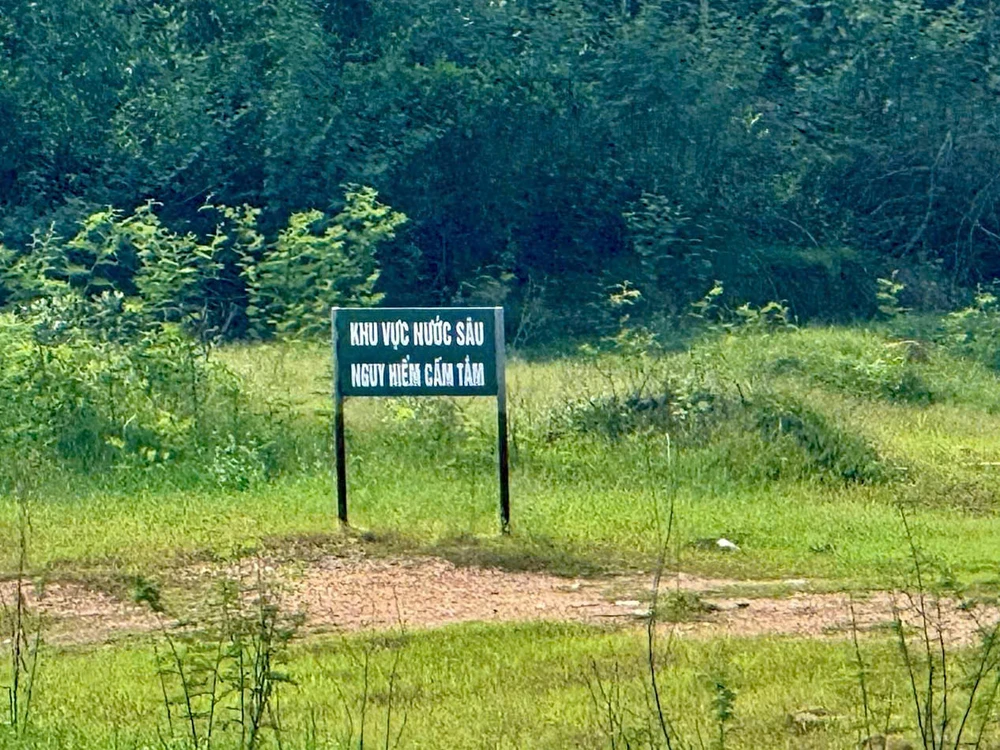 KHU VỰC NƯỚC SÂU
NGUY HIỂM CẤM TẮM